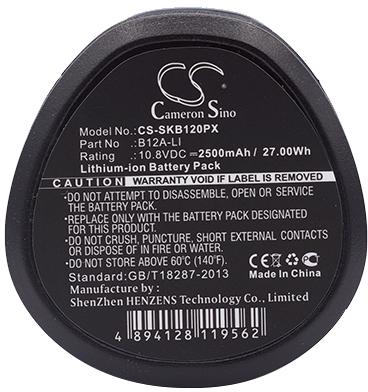 CS
Cameron Sino
Model No.:CS-SKB120PX
Part No. :B12A-LI
Rating :10.8VDC ⎓2500mAh / 27.00Wh
Lithium-ion Battery Pack
CAUTION:WARRANTY VOID IF LABEL IS REMOVED
•DO NOT ATTEMPT TO DISASSEMBLE OR SERVICE
THE BATTERY PACK.
•REPLACE ONLY WITH BATTERY PACK DESIGNATED
FOR THIS PRODUCT.
•DO NOT CRUSH, PUNCTURE, SHORT EXTERNAL CONTACTS
OR DISPOSE OF IN FIRE OR WATER.
•DO NOT PLACE ABOVE 60℃ (140℉).
Standard:GB/T18287-2013
CE
Made In China
Manufacture by :
ShenZhen HENZENS Technology Co., Limited
4 894128 119562